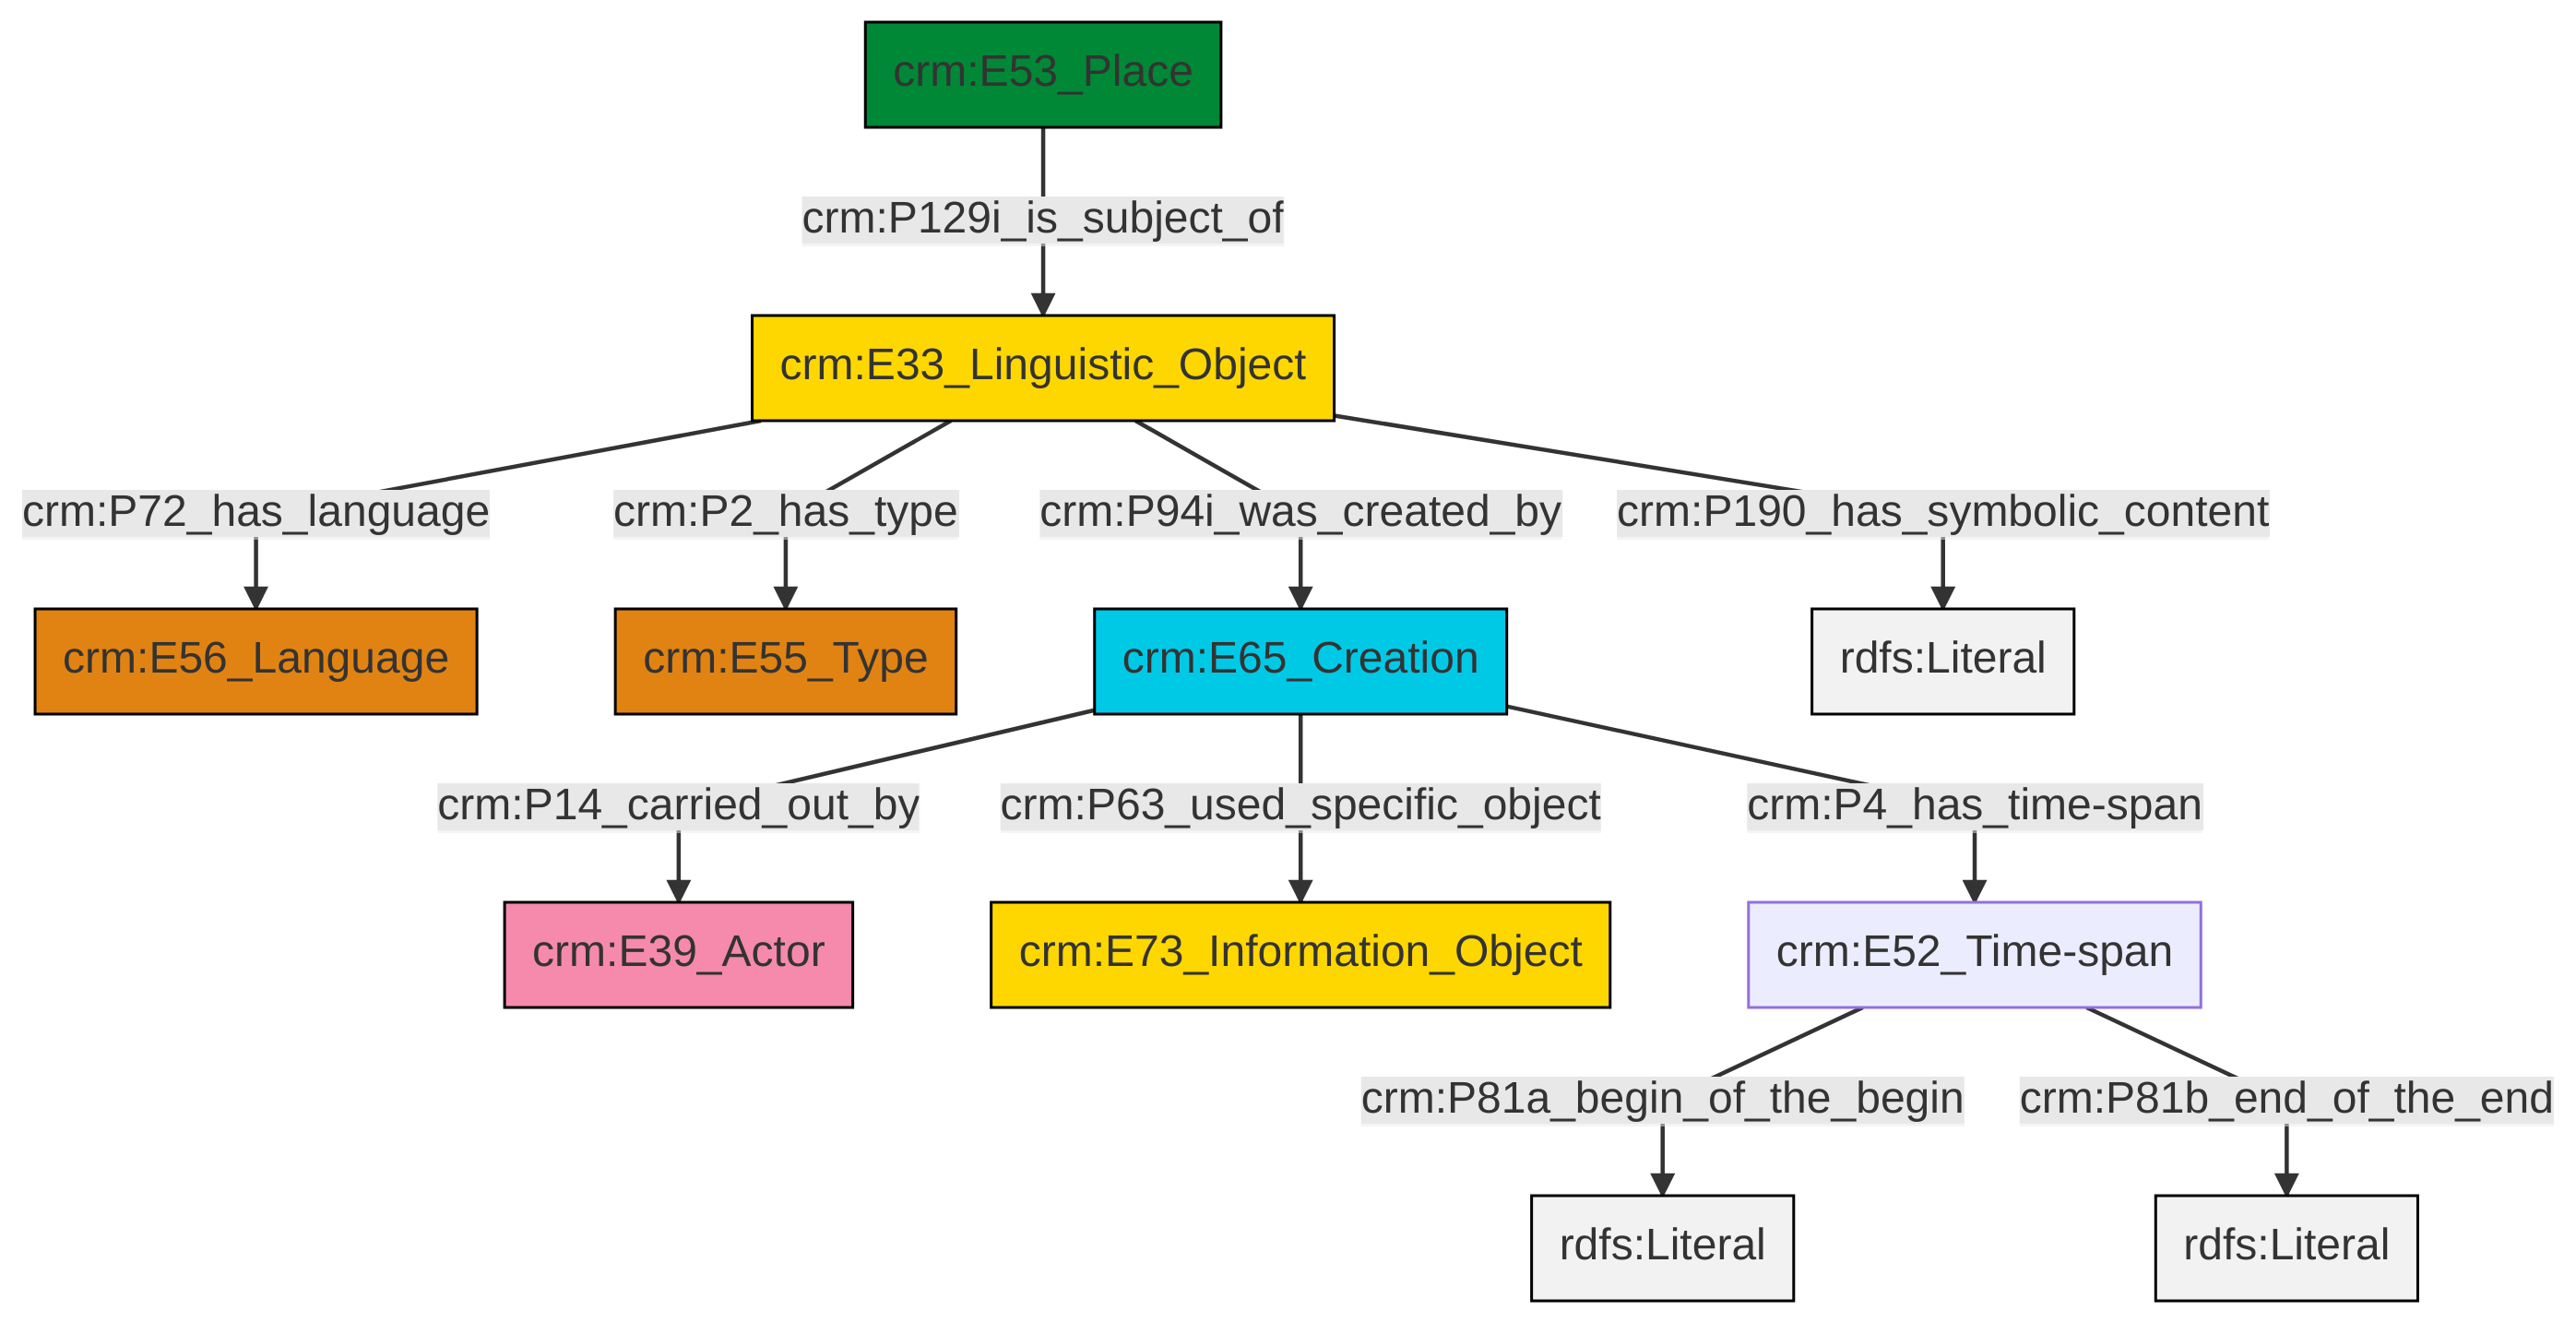 crm:E53_Place
crm:P129i_is_subject_of
crm:E33_Linguistic_Object
crm:P72_has_language
crm:P2_has_type
crm:P94i_was_created_by
crm:P190_has_symbolic_content
crm:E56_Language
crm:E55_Type
crm:E65_Creation
rdfs:Literal
crm:P14_carried_out_by
crm:P63_used_specific_object
crm:P4_has_time-span
crm:E39_Actor
crm:E73_Information_Object
crm:E52_Time-span
crm:P81a_begin_of_the_begin
crm:P81b_end_of_the_end
rdfs:Literal
rdfs:Literal